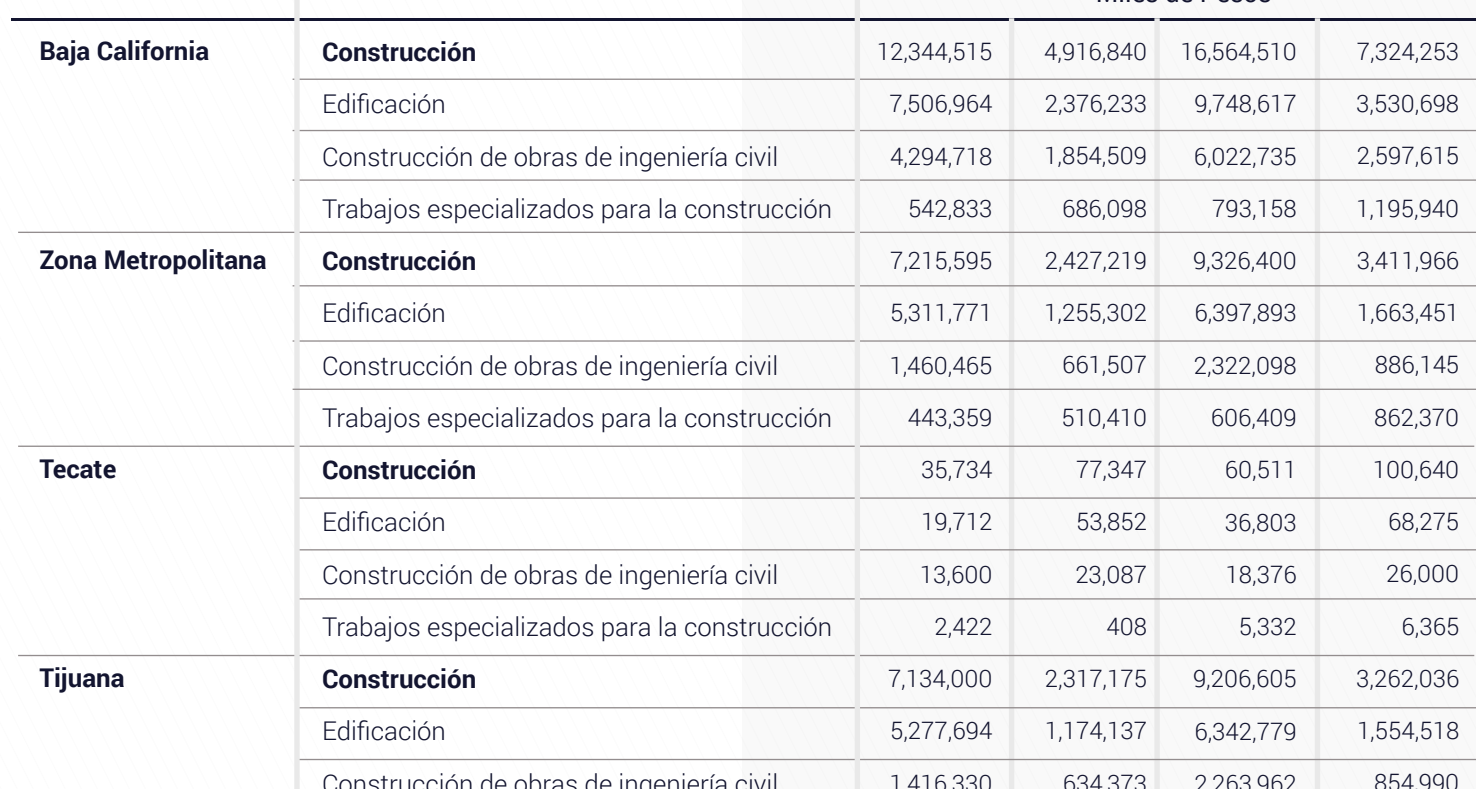 Miles de Pesos
Baja California Construcción 12,344,515 4,916,840 16,564,510 7,324,253
Edificación 7,506,964 2,376,233 9,748,617 3,530,698
Construcción de obras de ingeniería civil 4,294,718 1,854,509 6,022,735 2,597,615
Trabajos especializados para la construcción 542,833 686,098 793,158 1,195,940
Zona Metropolitana Construcción 7,215,595 2,427,219 9,326,400 3,411,966
Edificación 5,311,771 1,255,302 6,397,893 1,663,451
Construcción de obras de ingeniería civil 1,460,465 661,507 2,322,098 886,145
Trabajos especializados para la construcción 443,359 510,410 606,409 862,370
Tecate Construcción 35,734 77,347 60,511 100,640
Edificación 19,712 53,852 36,803 68,275
Construcción de obras de ingeniería civil 13,600 23,087 18,376 26,000
Trabajos especializados para la construcción 2,422 408 5,332 6,365
Tijuana Construcción 7,134,000 2,317,175 9,206,605 3,262,036
Edificación 5,277,694 1,174,137 6,342,779 1,554,518
Construcción de obras de ingeniería civil 1,416,330 634,373 2,263,962 854,990